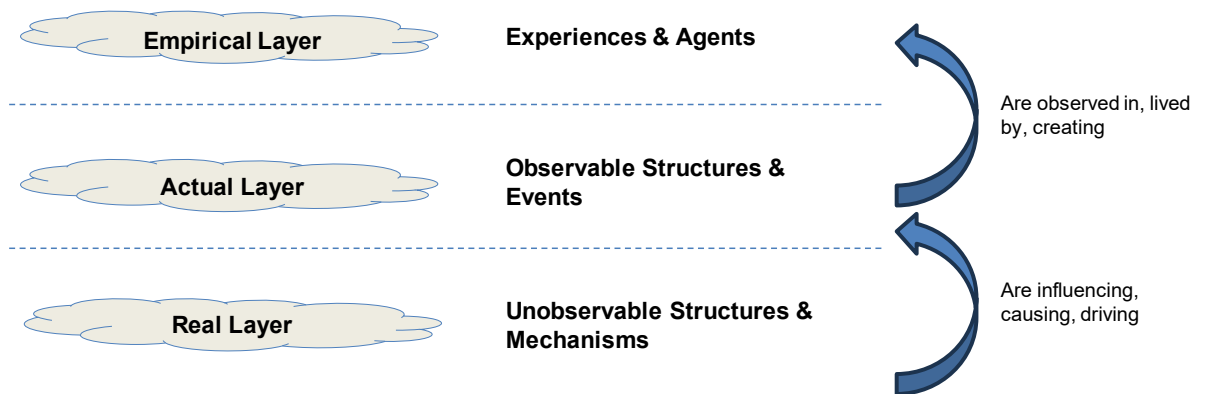 Empirical Layer
Experiences & Agents
Are observed in, lived
by, creating
Actual Layer
Observable Structures &
Events
Are influencing,
causing, driving
Real Layer
Unobservable Structures &
Mechanisms